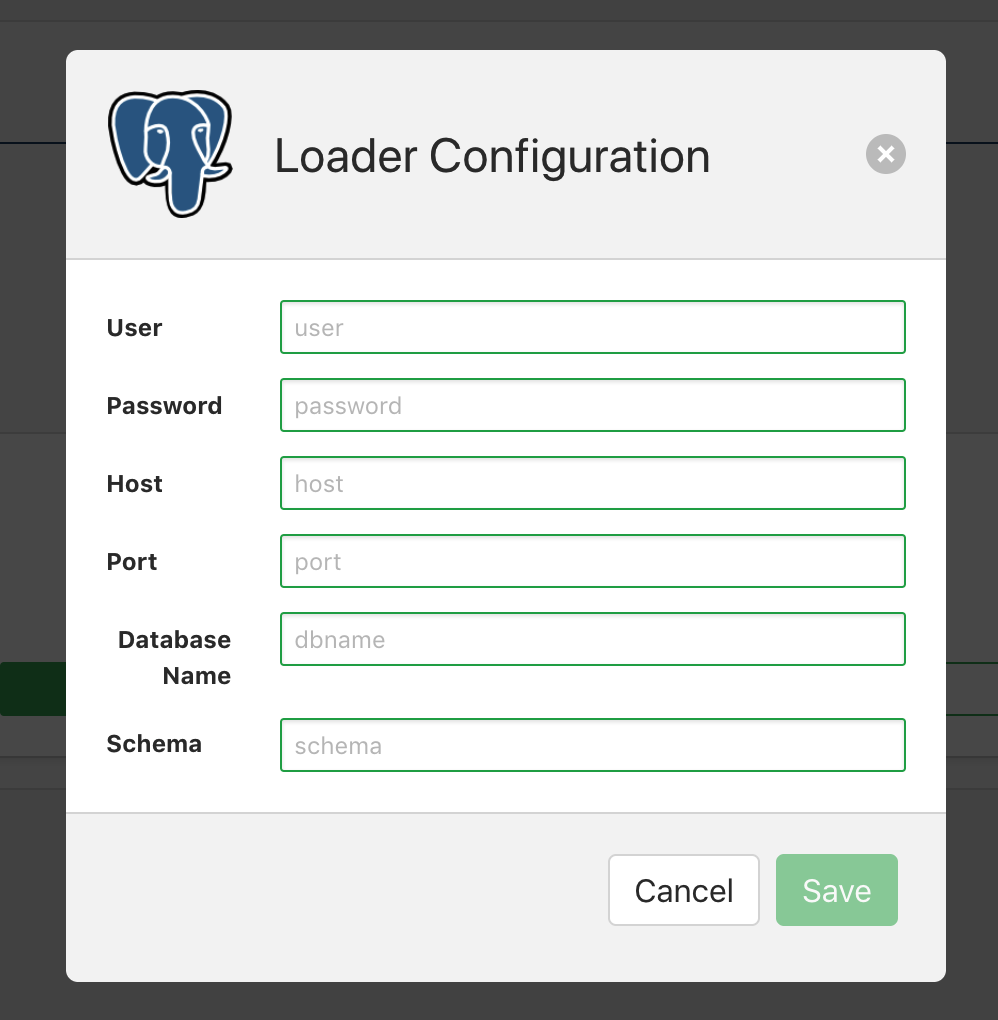 Loader Configuration
User
user
Password
password
Host
host
Port
port
Database
Name
dbname
Schema
schema
Cancel
Save